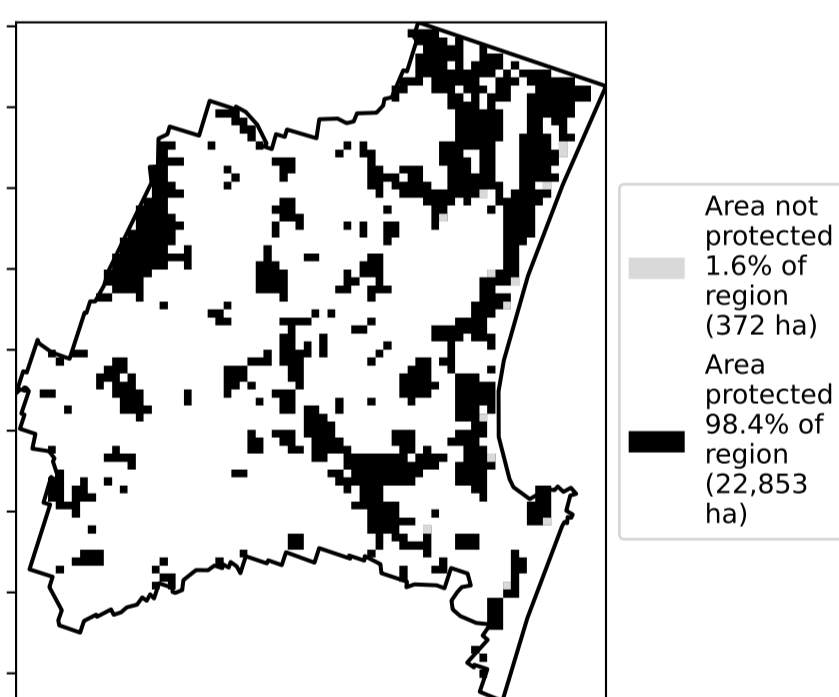 Area not
protected
1.6% of
region
(372 ha)
Area
protected
98.4% of
region
(22,853
ha)